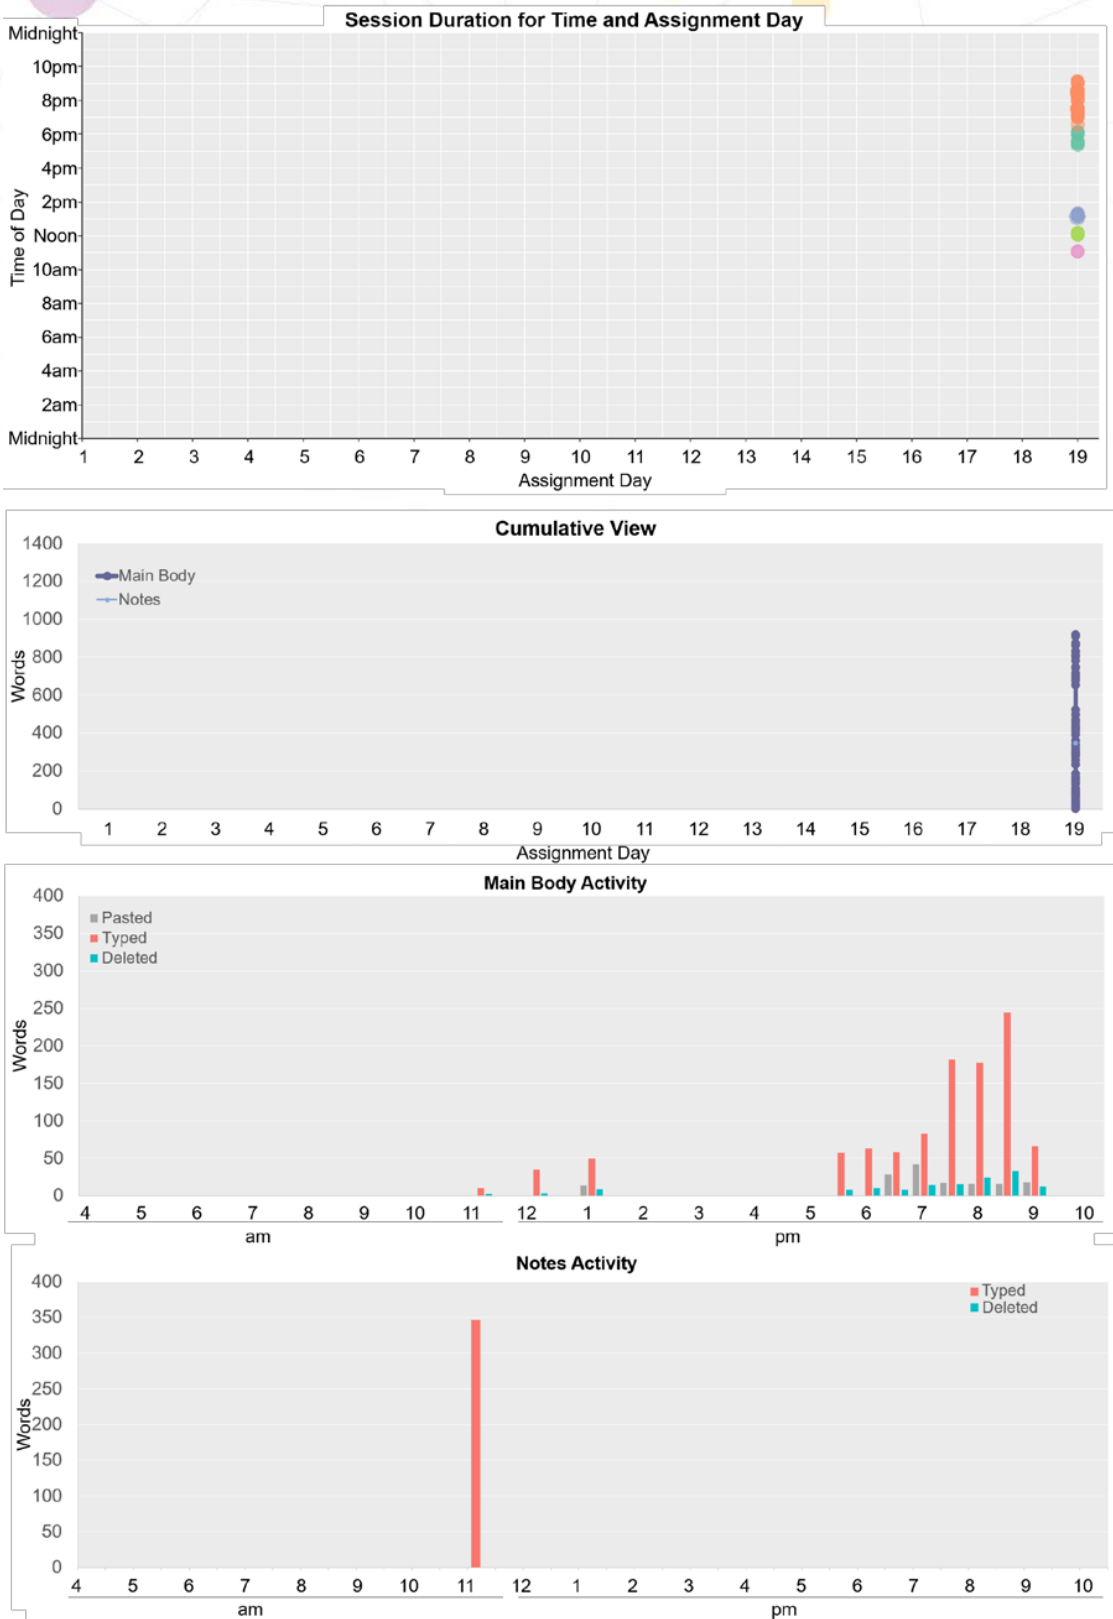 Session Duration for Time and Assignment Day
Midnight
10pm
8pm
6pm
4pm
2pm
Noon
10am
8am
6am
4am
2am
Midnight
Time of Day
1 2 3 4 5 6 7 8 9 10 11 12 13 14 15 16 17 18 19
Assignment Day
Cumulative View
1400
1200
1000
800
600
400
200
0
Words
Main Body
Notes
1 2 3 4 5 6 7 8 9 10 11 12 13 14 15 16 17 18 19
Assignment Day
Main Body Activity
400
350
300
250
200
150
100
50
0
Words
Pasted
Typed
Deleted
4 5 6 7 8 9 10 11 12 1 2 3 4 5 6 7 8 9 10
am pm
Notes Activity
400
350
300
250
200
150
100
50
0
Words
Typed
Deleted
4 5 6 7 8 9 10 11 12 1 2 3 4 5 6 7 8 9 10
am pm